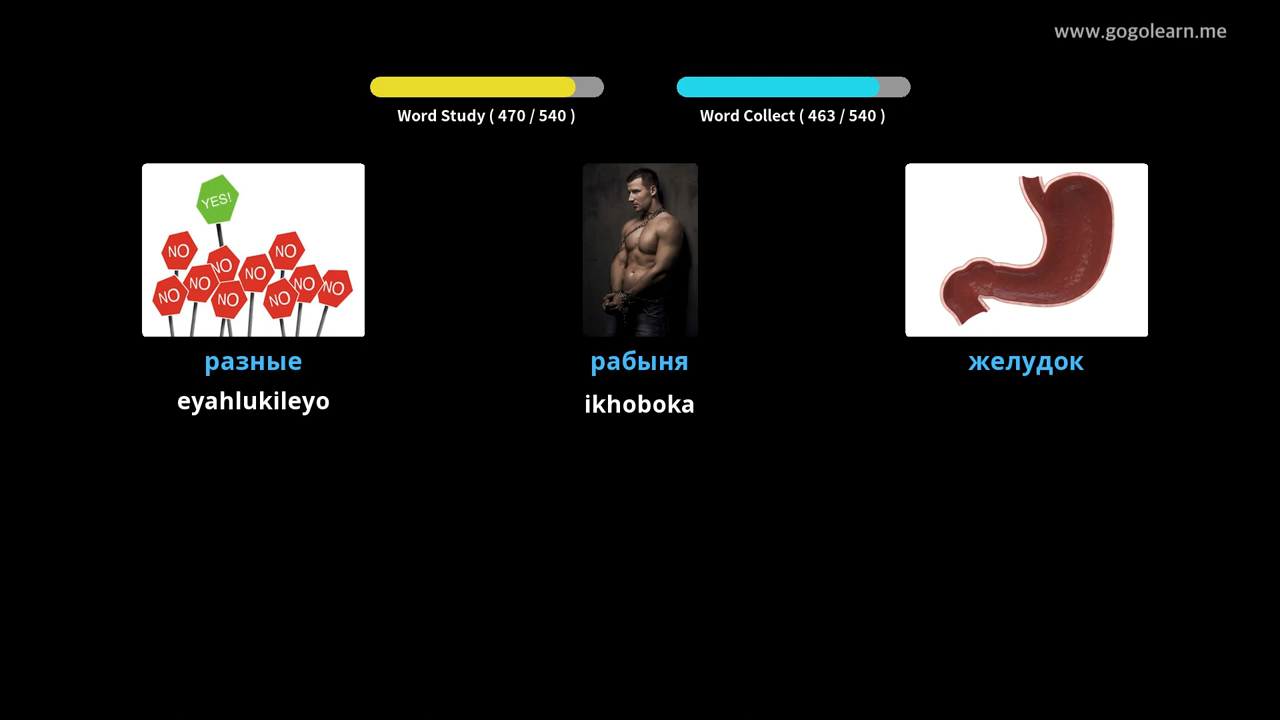 www.gogolearn.me
Word Study ( 470 / 540 )
Word Collect ( 463 / 540 )
YES!
NO
NO
NO
NO
NO
NO
NO
NO
NO
NO
разные
рабыня
желудок
eyahlukileyo
ikhoboka